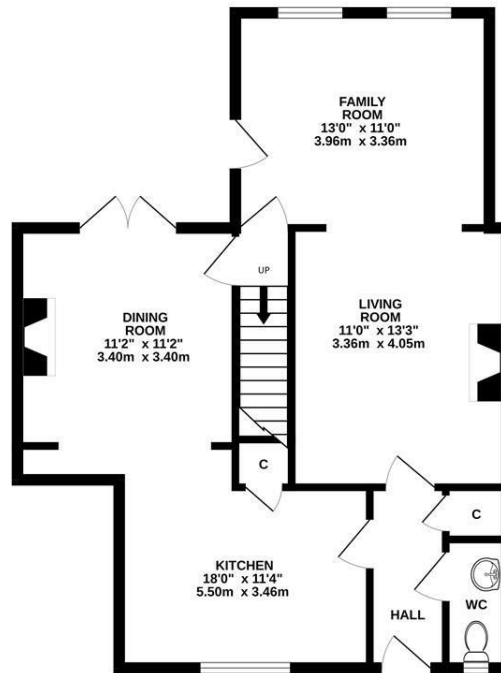 FAMILY
ROOM
13'0" x 11'0"
3.96m x 3.36m
UP
DINING
ROOM
11'2" x 11'2"
3.40m x 3.40m
LIVING
ROOM
11'0" x 13'3"
3.36m x 4.05m
C
C
KITCHEN
18'0" x 11'4"
5.50m x 3.46m
HALL
WC